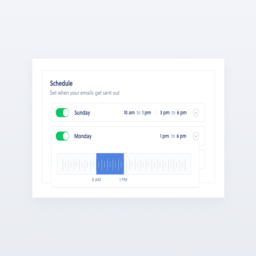 Schedule
Set when your emails get sent out
Sunday 10 am to 1 pm 3 pm to 6 pm
Monday 1 pm to 6 pm
8 AM 1 PM